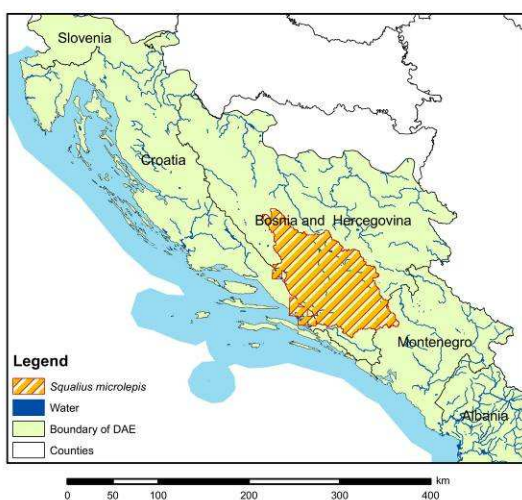 Slovenia
Croatia
Bosnia and Hercegovina
Montenegro
Albania
Legend
Squalius microlepis
Water
Boundary of DAE
Counties
km
0 50 100 200 300 400